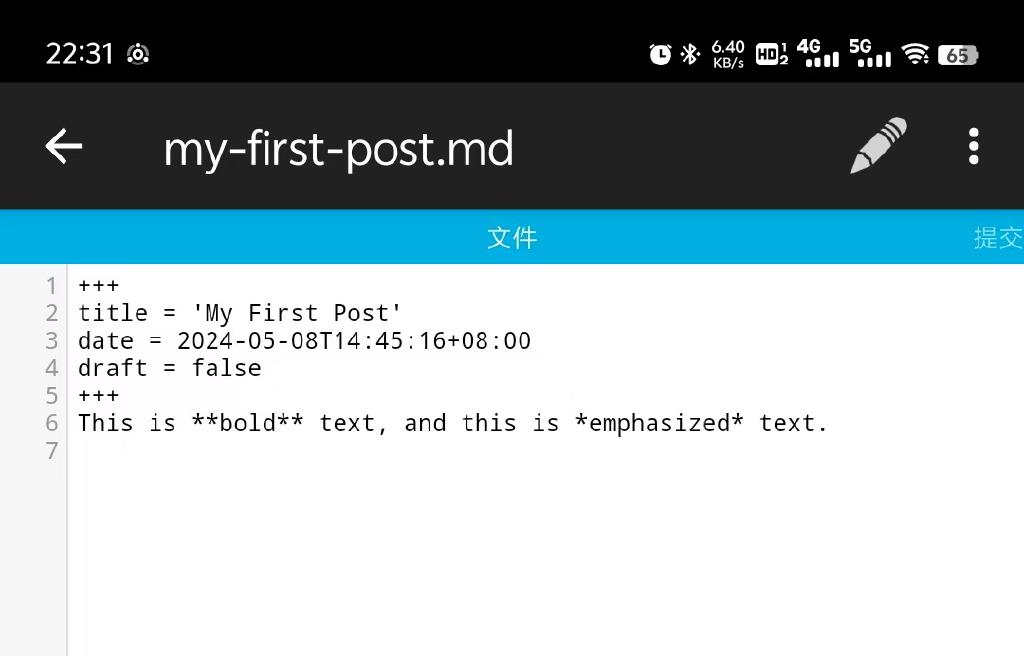 22:31 6.40 KB/s HD 1 2 4G 5G 65
my-first-post.md
文件 提交
1 +++
2 title = 'My First Post'
3 date = 2024-05-08T14:45:16+08:00
4 draft = false
5 +++
6 This is **bold** text, and this is *emphasized* text.
7